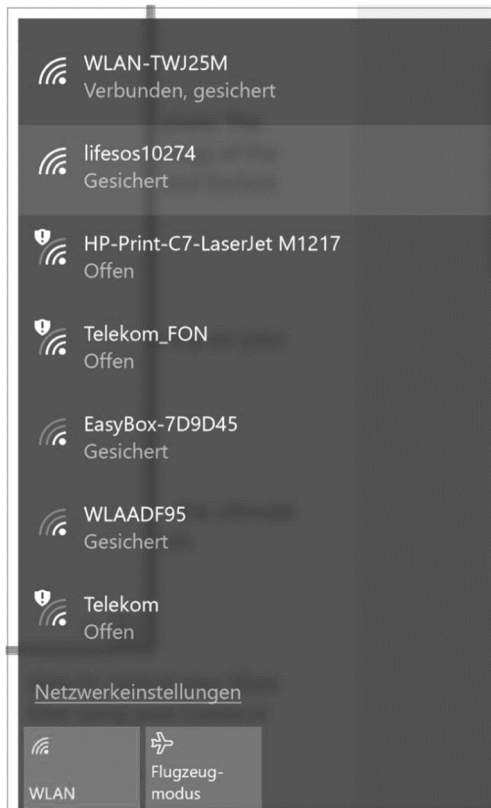 WLAN-TWJ25M
Verbunden, gesichert
lifesos10274
Gesichert
HP-Print-C7-LaserJet M1217
Offen
Telekom_FON
Offen
EasyBox-7D9D45
Gesichert
WLAADF95
Gesichert
Telekom
Offen
Netzwerkeinstellungen
WLAN
Flugzeug-
modus